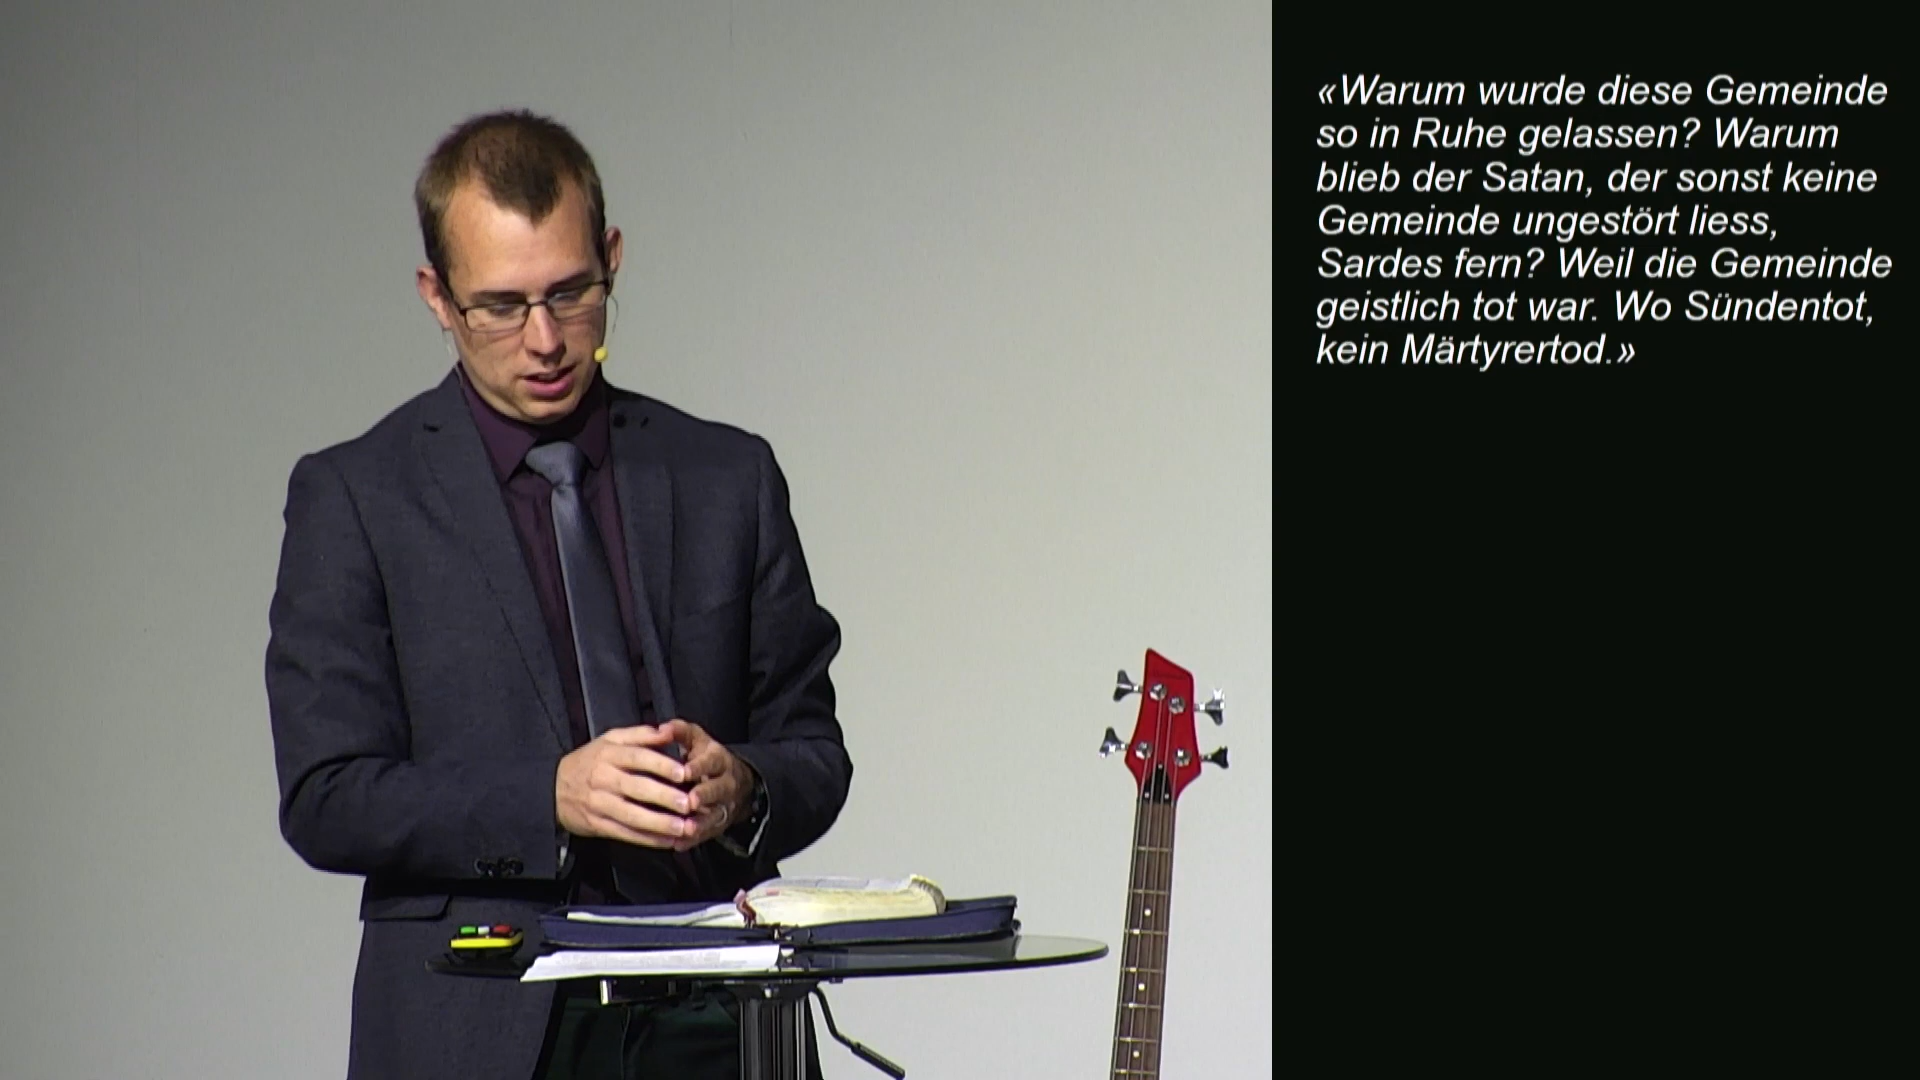 «Warum wurde diese Gemeinde
so in Ruhe gelassen? Warum
blieb der Satan, der sonst keine
Gemeinde ungestört liess,
Sardes fern? Weil die Gemeinde
geistlich tot war. Wo Sündentot,
kein Märtyrertod.»